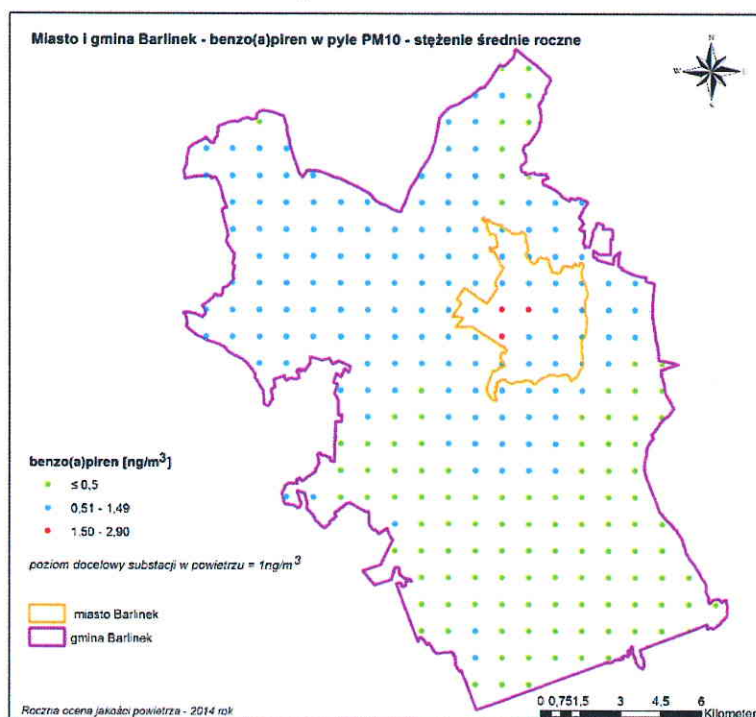 Miasto i gmina Barlinek - benzo(a)piren w pyle PM10 - stężenie średnie roczne
N
W E
S
benzo(a)piren [ng/m³]
≤ 0,5
0,51 - 1,49
1,50 - 2,90
poziom docelowy substacji w powietrzu = 1ng/m³
miasto Barlinek
gmina Barlinek
Roczna ocena jakości powietrza - 2014 rok
0 0,751,5 3 4,5 6
Kilometer